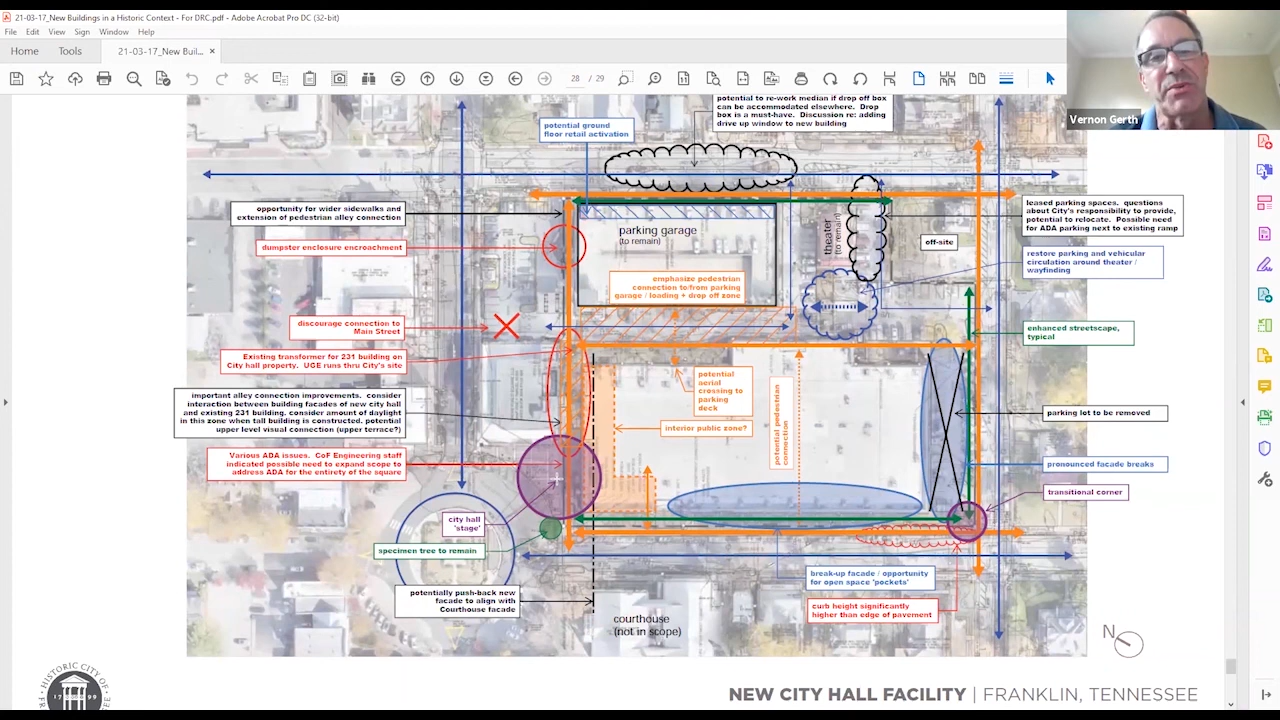 21-03-17_New Buildings in a Historic Context - For DRC.pdf - Adobe Acrobat Pro DC (32-bit)
File Edit View Sign Window Help
Home Tools 21-03-17_New Buil... ×
28 / 29
Vernon Gerth
potential to re-work median if drop off box
can be accommodated elsewhere. Drop
box is a must-have. Discussion re: adding
drive up window to new building
potential ground
floor retail activation
opportunity for wider sidewalks and
extension of pedestrian alley connection
dumpster enclosure encroachment
parking garage
(to remain)
theater
(to remain)
off-site
leased parking spaces. questions
about City's responsibility to provide,
potential to relocate. Possible need
for ADA parking next to existing ramp
restore parking and vehicular
circulation around theater /
wayfinding
emphasize pedestrian
connection to/from parking
garage / loading + drop off zone
discourage connection to
Main Street
enhanced streetscape,
typical
Existing transformer for 231 building on
City hall property. UGE runs thru City's site
important alley connection improvements. consider
interaction between building facades of new city hall
and existing 231 building. consider amount of daylight
in this zone when tall building is constructed. potential
upper level visual connection (upper terrace?)
potential
aerial
crossing to
parking
deck
potential pedestrian
connection
interior public zone?
parking lot to be removed
Various ADA issues. CoF Engineering staff
indicated possible need to expand scope to
address ADA for the entirety of the square
pronounced facade breaks
transitional corner
city hall
'stage'
specimen tree to remain
break-up facade / opportunity
for open space 'pockets'
potentially push-back new
facade to align with
Courthouse facade
curb height significantly
higher than edge of pavement
courthouse
(not in scope)
N
HISTORIC CITY OF
17 99
NEW CITY HALL FACILITY | FRANKLIN, TENNESSEE